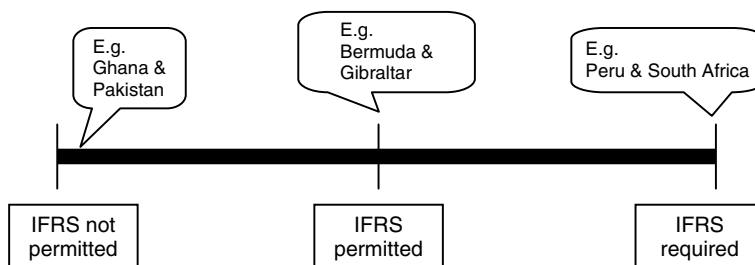 E.g.
Ghana &
Pakistan
E.g.
Bermuda &
Gibraltar
E.g.
Peru & South Africa
IFRS not
permitted
IFRS
permitted
IFRS
required